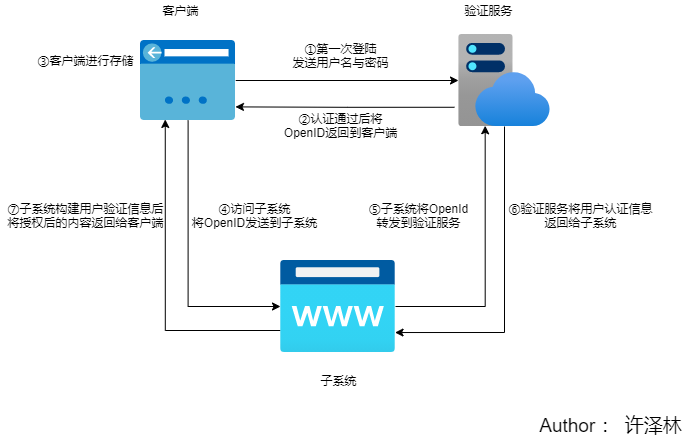 客户端
验证服务
③客户端进行存储
①第一次登陆
发送用户名与密码
②认证通过后将
OpenID返回到客户端
⑦子系统构建用户验证信息后
将授权后的内容返回给客户端
④访问子系统
将OpenID发送到子系统
⑤子系统将OpenId
转发到验证服务
⑥验证服务将用户认证信息
返回给子系统
WWW
子系统
Author： 许泽林